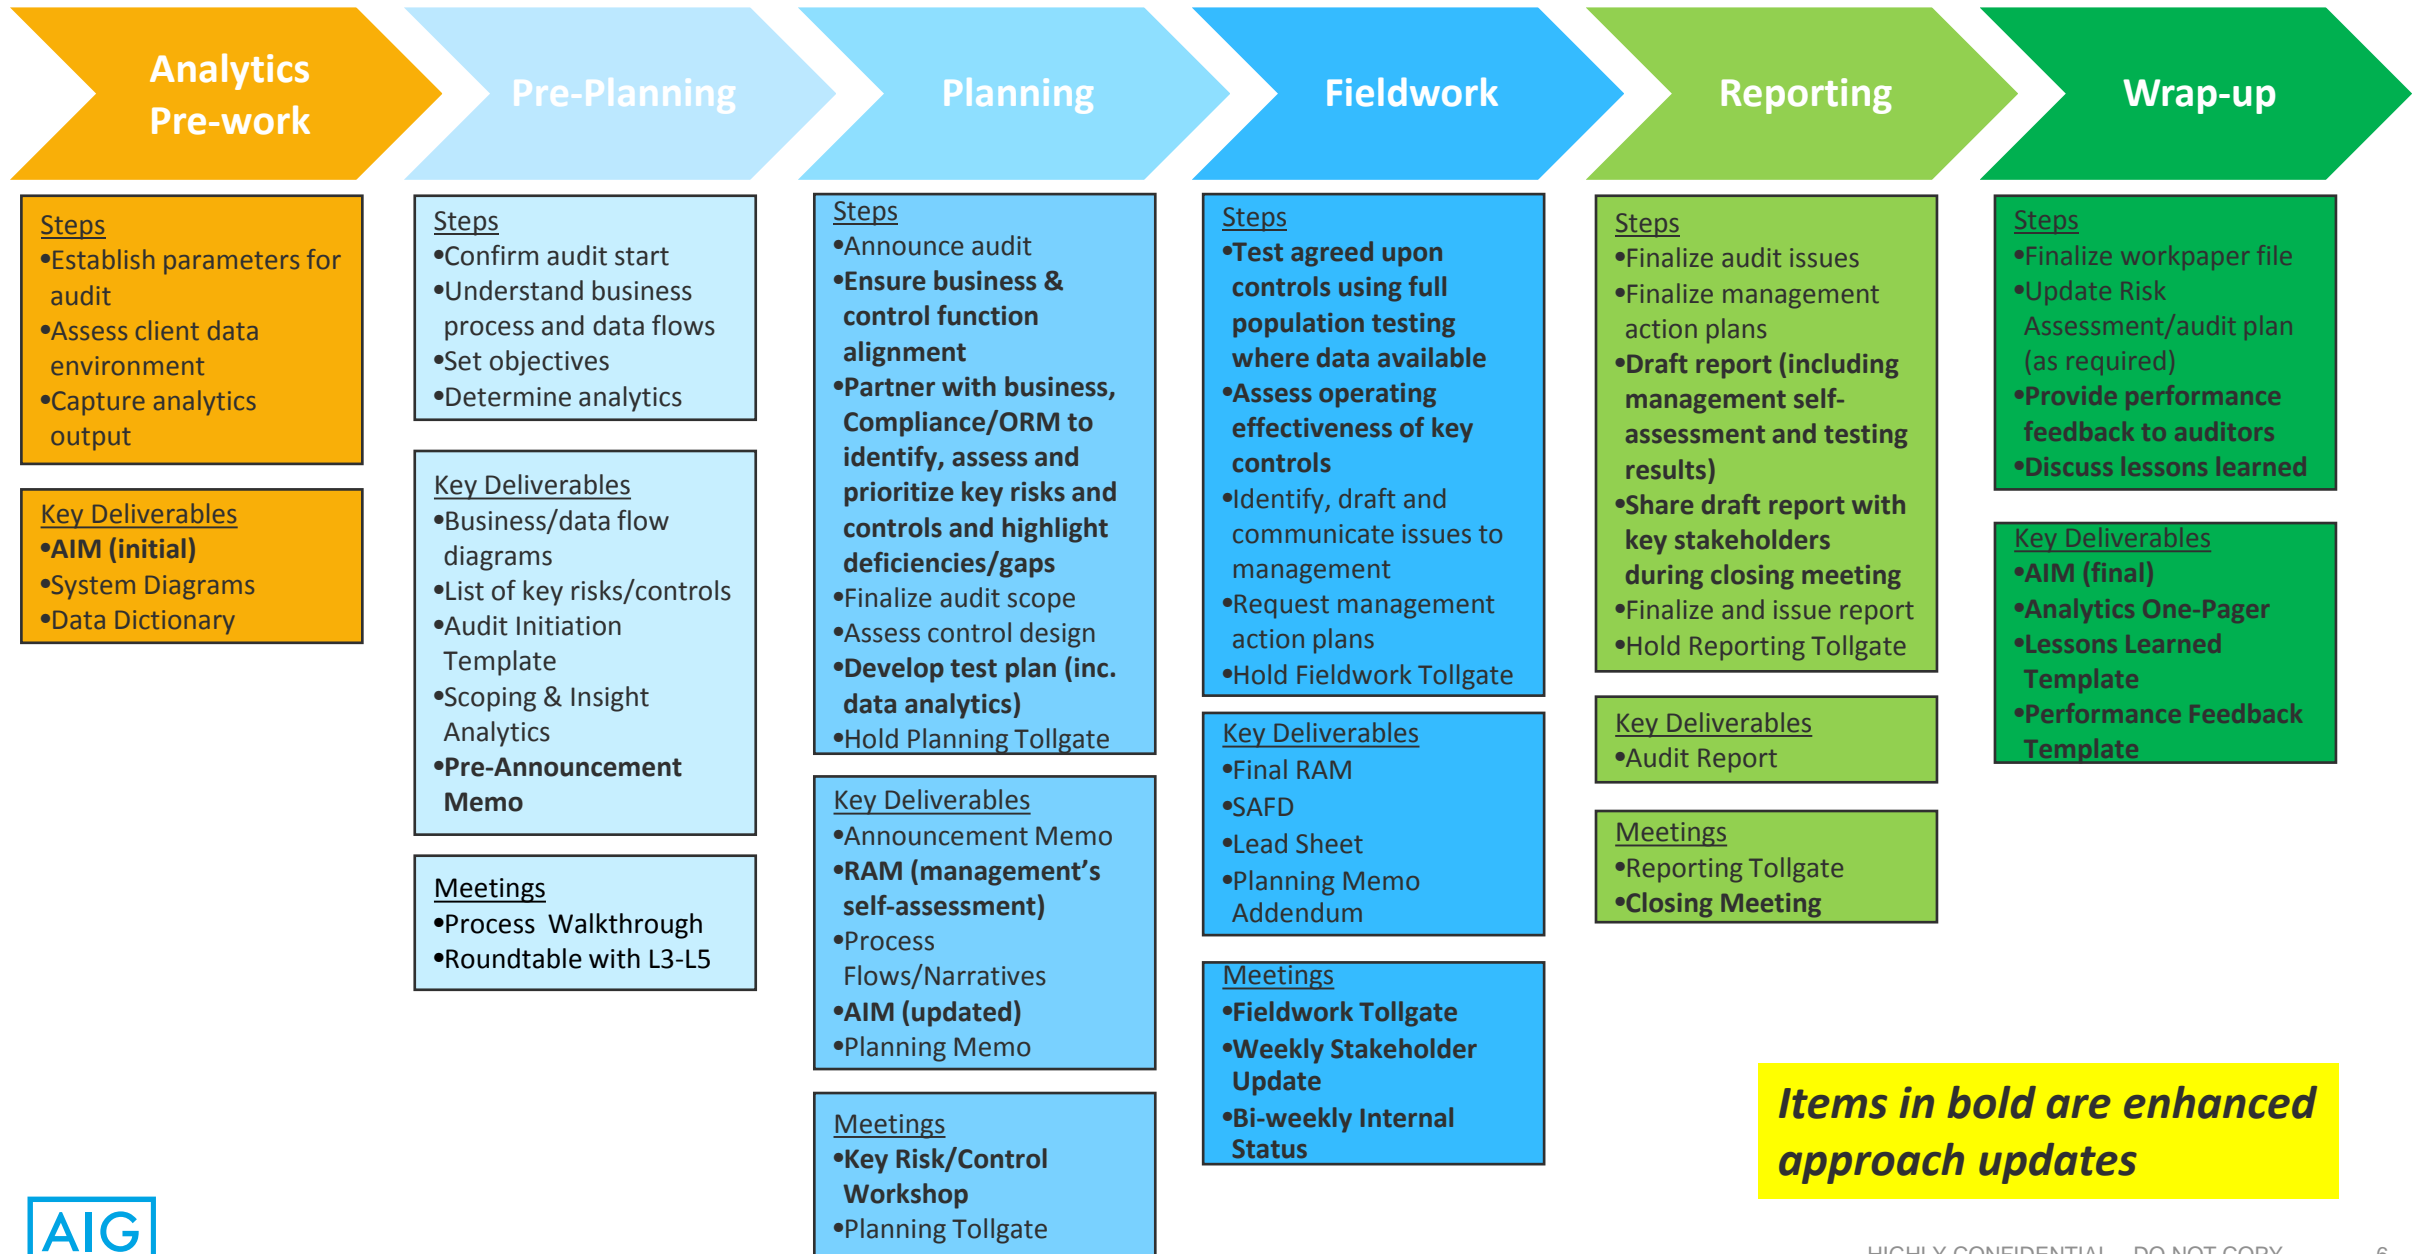 Analytics
Pre-work
Pre-Planning
Planning
Fieldwork
Reporting
Wrap-up
Steps
•Establish parameters for
audit
•Assess client data
environment
•Capture analytics
output
Key Deliverables
•AIM (initial)
•System Diagrams
•Data Dictionary
Steps
•Confirm audit start
•Understand business
process and data flows
•Set objectives
•Determine analytics
Key Deliverables
•Business/data flow
diagrams
•List of key risks/controls
•Audit Initiation
Template
•Scoping & Insight
Analytics
•Pre-Announcement
Memo
Meetings
•Process Walkthrough
•Roundtable with L3-L5
Steps
•Announce audit
•Ensure business &
control function
alignment
•Partner with business,
Compliance/ORM to
identify, assess and
prioritize key risks and
controls and highlight
deficiencies/gaps
•Finalize audit scope
•Assess control design
•Develop test plan (inc.
data analytics)
•Hold Planning Tollgate
Key Deliverables
•Announcement Memo
•RAM (management’s
self-assessment)
•Process
Flows/Narratives
•AIM (updated)
•Planning Memo
Meetings
•Key Risk/Control
Workshop
•Planning Tollgate
Steps
•Test agreed upon
controls using full
population testing
where data available
•Assess operating
effectiveness of key
controls
•Identify, draft and
communicate issues to
management
•Request management
action plans
•Hold Fieldwork Tollgate
Key Deliverables
•Final RAM
•SAFD
•Lead Sheet
•Planning Memo
Addendum
Meetings
•Fieldwork Tollgate
•Weekly Stakeholder
Update
•Bi-weekly Internal
Status
Steps
•Finalize audit issues
•Finalize management
action plans
•Draft report (including
management self-
assessment and testing
results)
•Share draft report with
key stakeholders
during closing meeting
•Finalize and issue report
•Hold Reporting Tollgate
Key Deliverables
•Audit Report
Meetings
•Reporting Tollgate
•Closing Meeting
Steps
•Finalize workpaper file
•Update Risk
Assessment/audit plan
(as required)
•Provide performance
feedback to auditors
•Discuss lessons learned
Key Deliverables
•AIM (final)
•Analytics One-Pager
•Lessons Learned
Template
•Performance Feedback
Template
Items in bold are enhanced
approach updates
AIG
HIGHLY CONFIDENTIAL – DO NOT COPY 6